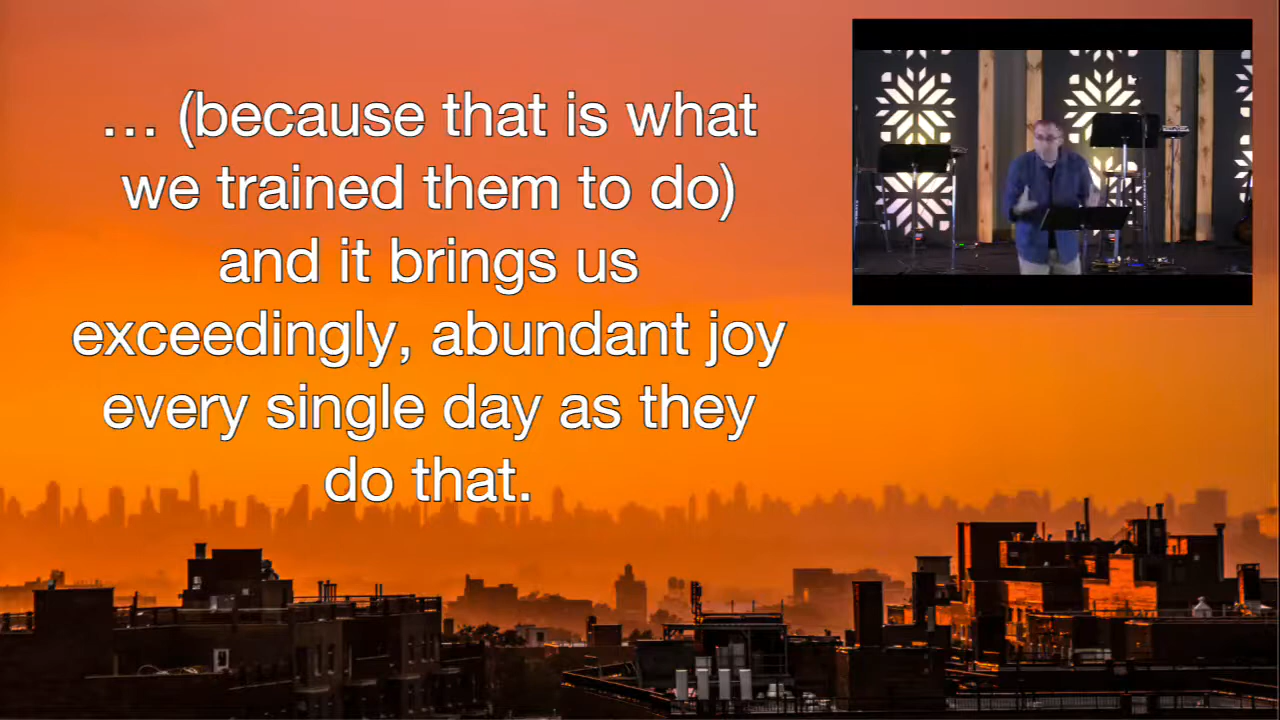 ... (because that is what
we trained them to do)
and it brings us
exceedingly, abundant joy
every single day as they
do that.